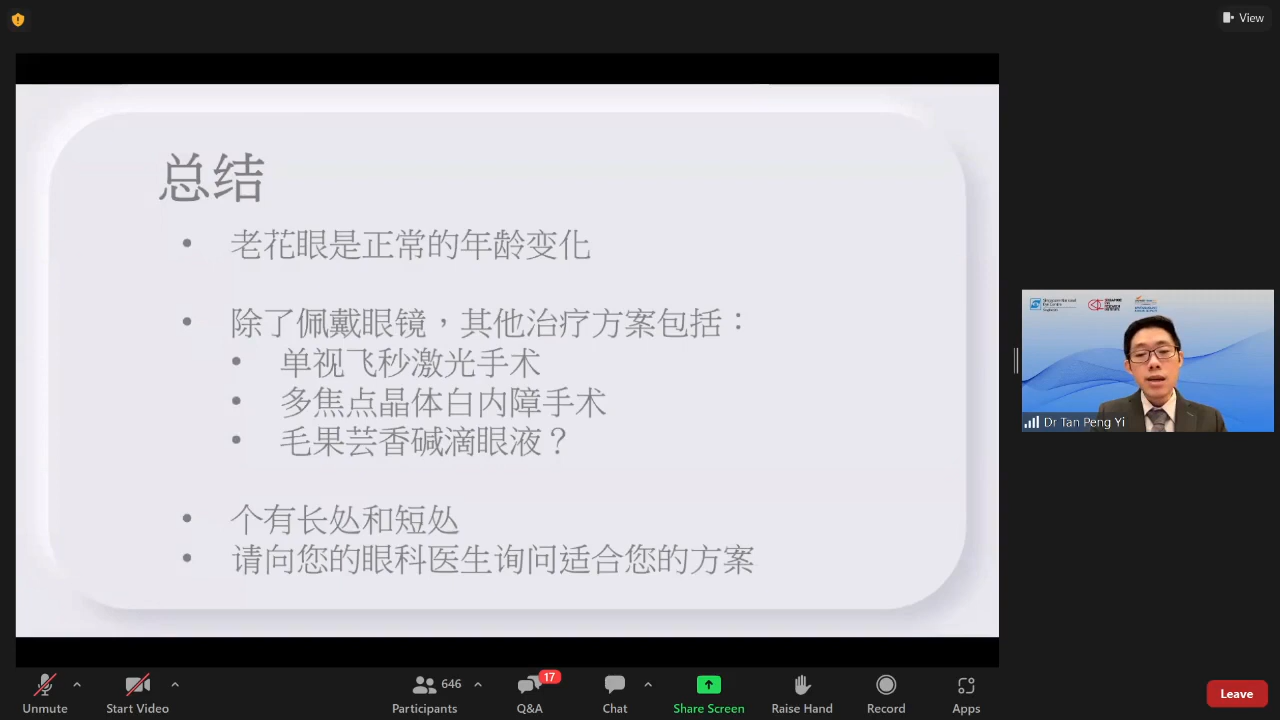 View
总结
• 老花眼是正常的年龄变化
• 除了佩戴眼镜，其他治疗方案包括：
• 单视飞秒激光手术
• 多焦点晶体白内障手术
• 毛果芸香碱滴眼液？
• 个有长处和短处
• 请向您的眼科医生询问适合您的方案
Dr Tan Peng Yi
646
17
Unmute
Start Video
Participants
Q&A
Chat
Share Screen
Raise Hand
Record
Apps
Leave